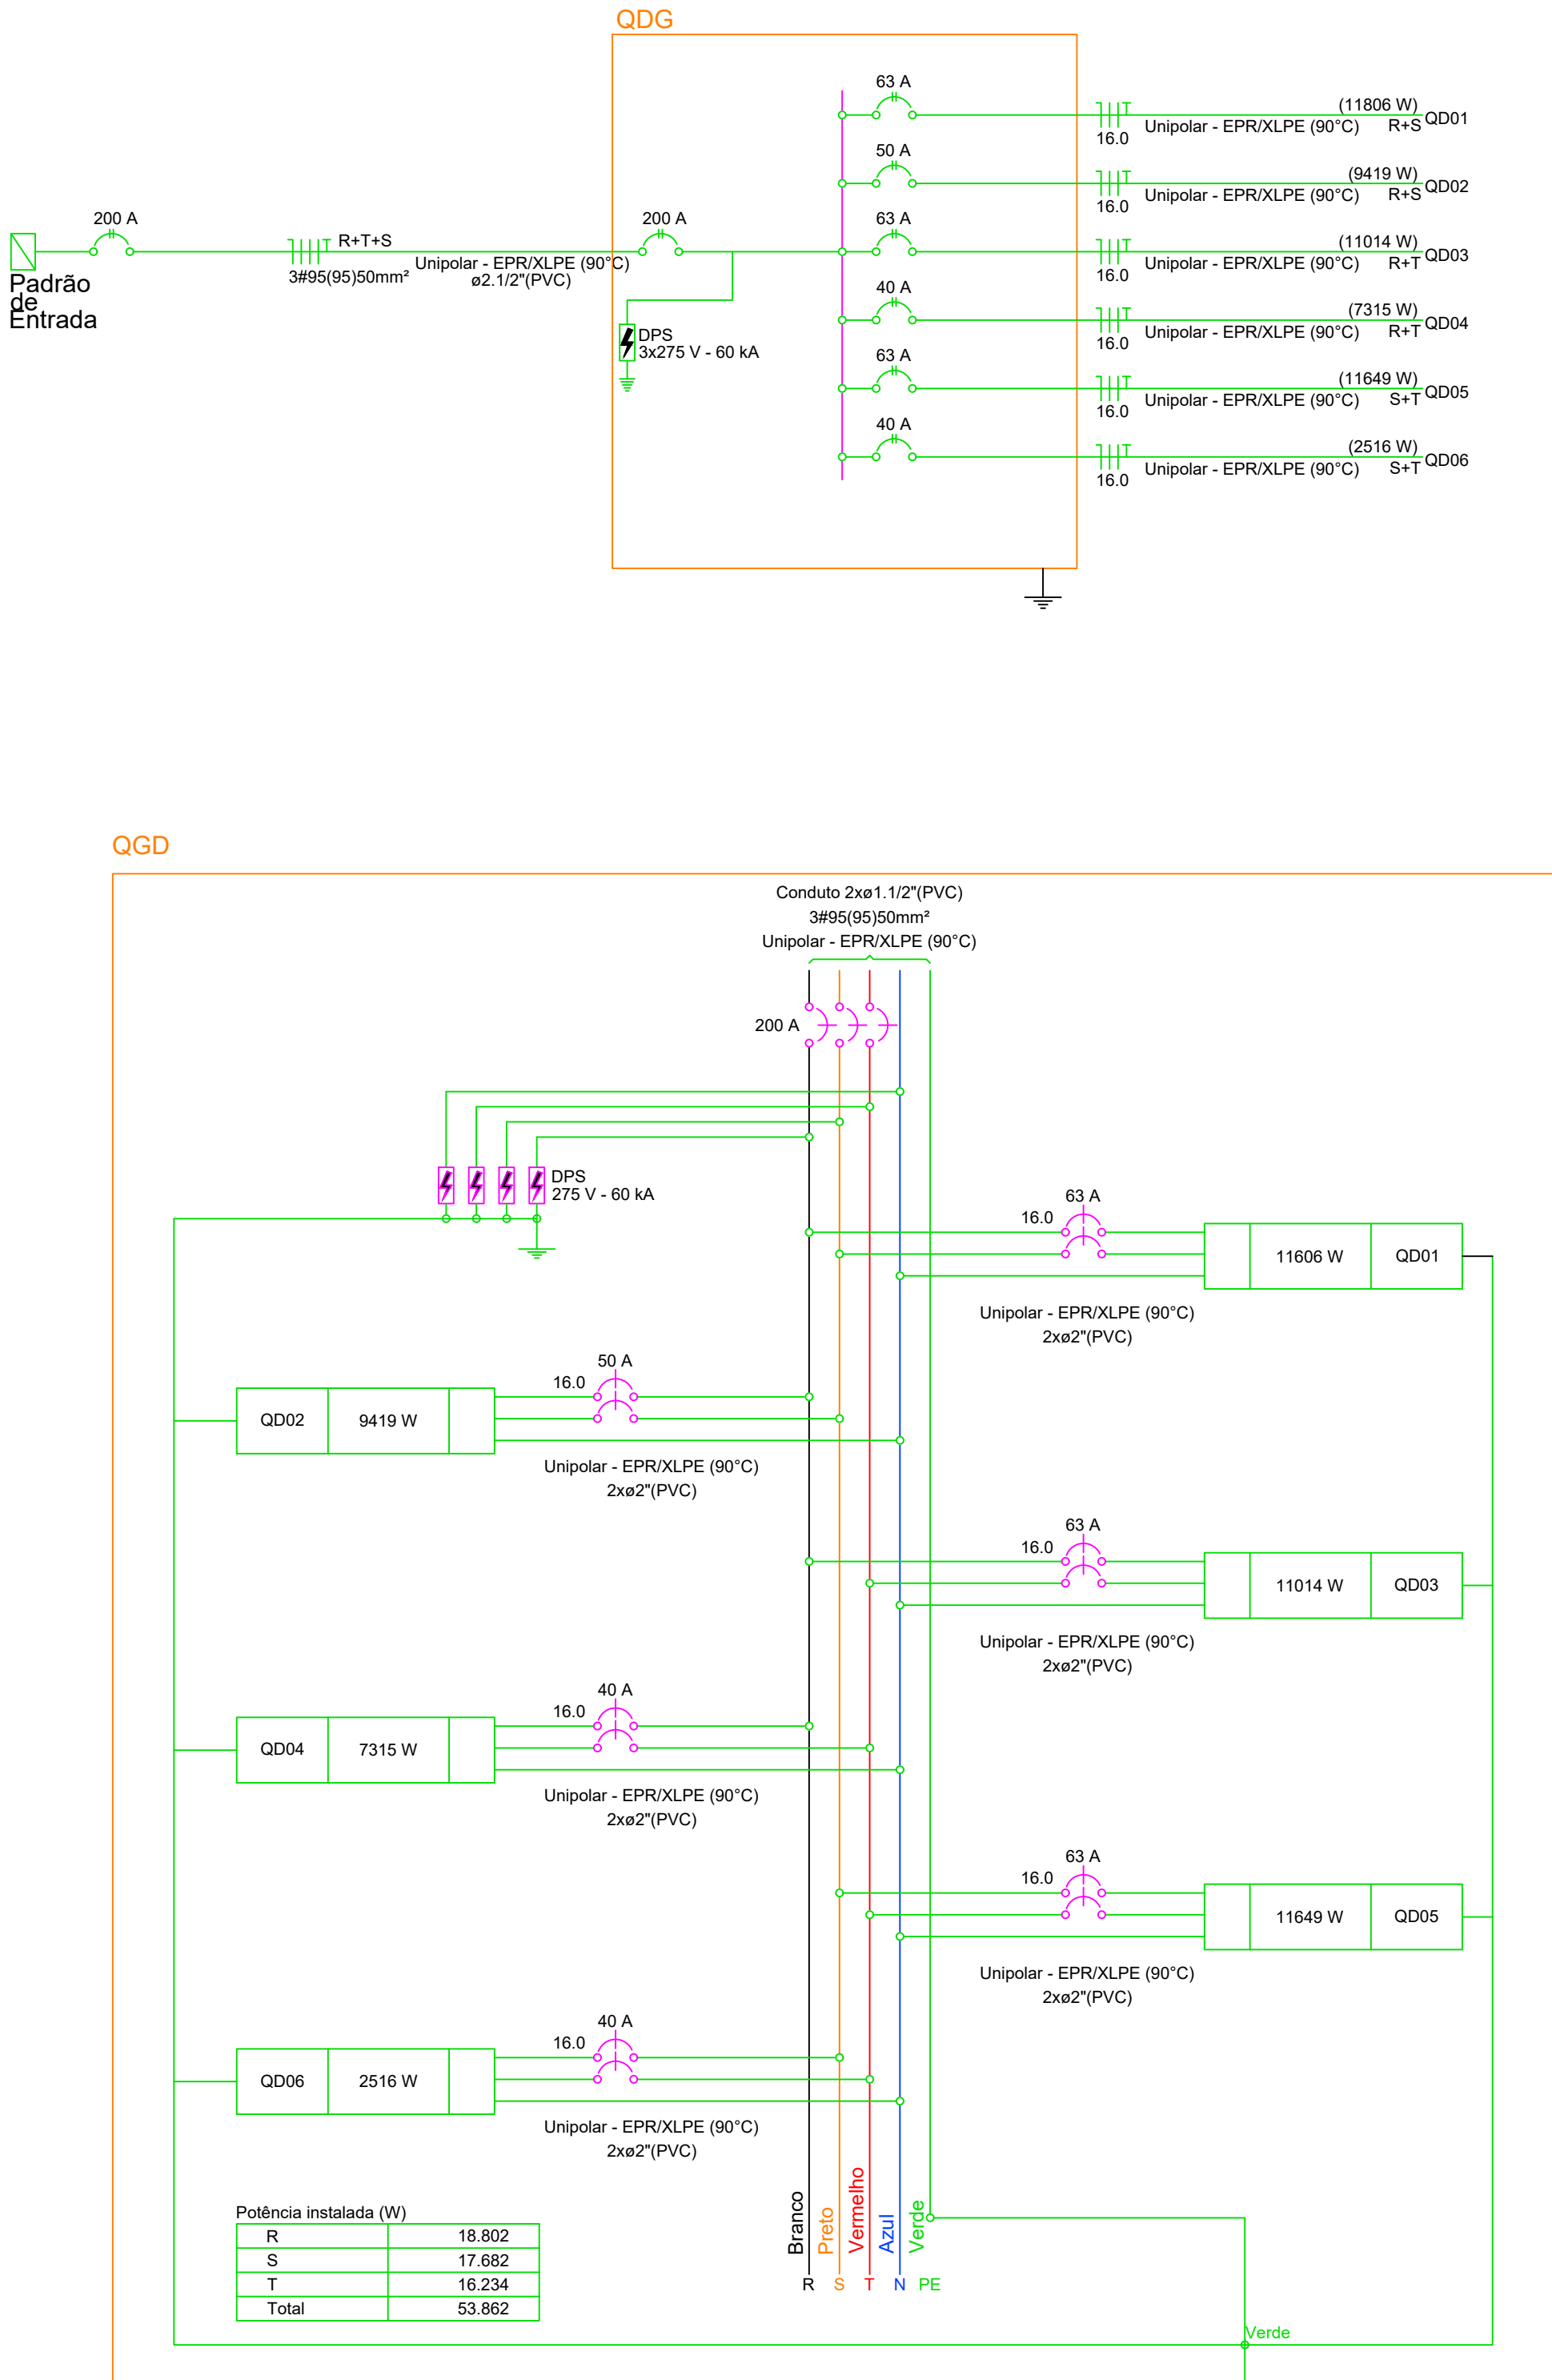 QDG
63 A
(11806 W)
QD01
16.0
Unipolar - EPR/XLPE (90°C)
R+S
50 A
(9419 W)
QD02
16.0
Unipolar - EPR/XLPE (90°C)
R+S
200 A
R+T+S
3#95(95)50mm²
Unipolar - EPR/XLPE (90°C)
ø2.1/2"(PVC)
Padrão
de
Entrada
200 A
63 A
(11014 W)
QD03
16.0
Unipolar - EPR/XLPE (90°C)
R+T
DPS
3x275 V - 60 kA
40 A
(7315 W)
QD04
16.0
Unipolar - EPR/XLPE (90°C)
R+T
63 A
(11649 W)
QD05
16.0
Unipolar - EPR/XLPE (90°C)
S+T
40 A
(2516 W)
QD06
16.0
Unipolar - EPR/XLPE (90°C)
S+T
QGD
Conduto 2xø1.1/2"(PVC)
3#95(95)50mm²
Unipolar - EPR/XLPE (90°C)
200 A
DPS
275 V - 60 kA
63 A
16.0
11606 W
QD01
Unipolar - EPR/XLPE (90°C)
2xø2"(PVC)
50 A
16.0
QD02
9419 W
Unipolar - EPR/XLPE (90°C)
2xø2"(PVC)
63 A
16.0
11014 W
QD03
Unipolar - EPR/XLPE (90°C)
2xø2"(PVC)
40 A
16.0
QD04
7315 W
Unipolar - EPR/XLPE (90°C)
2xø2"(PVC)
63 A
16.0
11649 W
QD05
Unipolar - EPR/XLPE (90°C)
2xø2"(PVC)
40 A
16.0
QD06
2516 W
Unipolar - EPR/XLPE (90°C)
2xø2"(PVC)
Potência instalada (W)
R 18.802
S 17.682
T 16.234
Total 53.862
Branco
Preto
Vermelho
Azul
Verde
R S T N PE
Verde